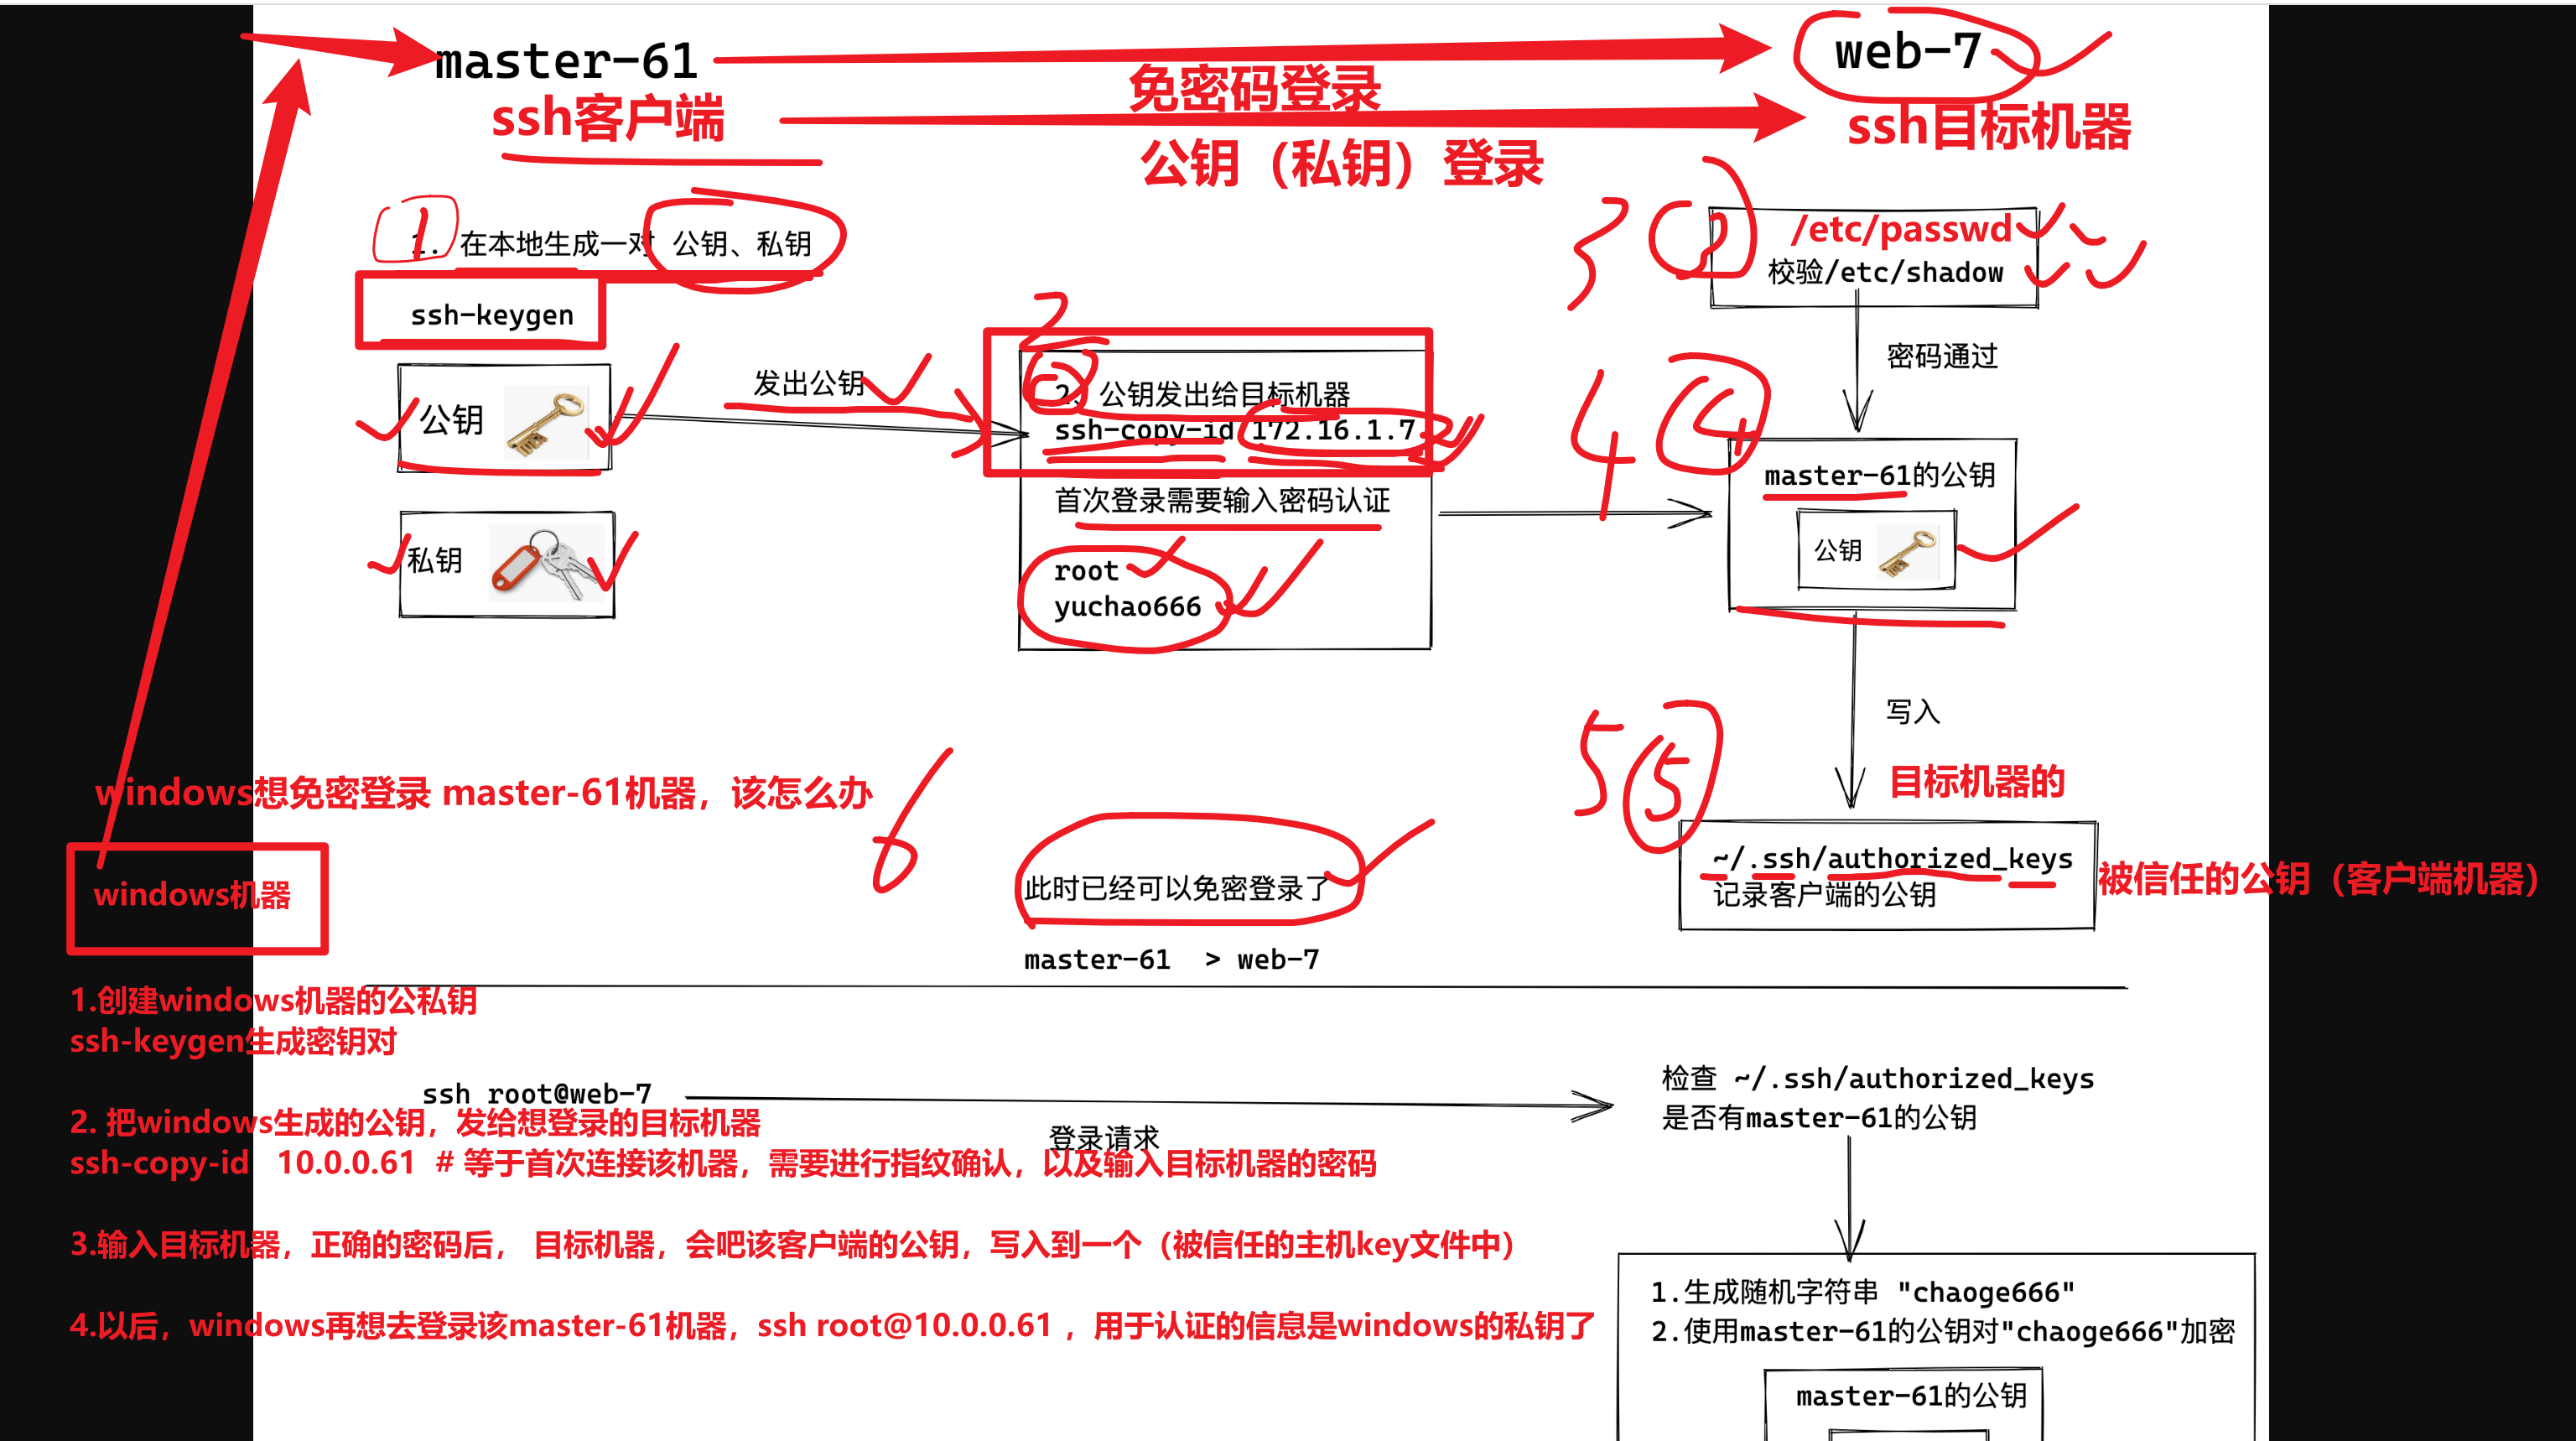 master-61
web-7
ssh客户端
免密码登录
ssh目标机器
公钥（私钥）登录
1
1. 在本地生成一对 公钥、私钥
ssh-keygen
3
3
/etc/passwd
校验/etc/shadow
密码通过
公钥
发出公钥
2
2、公钥发出给目标机器
ssh-copy-id 172.16.1.7
首次登录需要输入密码认证
root
yuchao666
私钥
4
4
master-61的公钥
公钥
写入
目标机器的
5
5
~/.ssh/authorized_keys
记录客户端的公钥
被信任的公钥（客户端机器）
windows想免密登录 master-61机器，该怎么办
windows机器
6
此时已经可以免密登录了
master-61 > web-7
1.创建windows机器的公私钥
ssh-keygen生成密钥对
ssh root@web-7
登录请求
检查 ~/.ssh/authorized_keys
是否有master-61的公钥
2. 把windows生成的公钥，发给想登录的目标机器
ssh-copy-id 10.0.0.61 # 等于首次连接该机器，需要进行指纹确认，以及输入目标机器的密码
3.输入目标机器，正确的密码后， 目标机器，会吧该客户端的公钥，写入到一个（被信任的主机key文件中）
4.以后，windows再想去登录该master-61机器，ssh root@10.0.0.61 ，用于认证的信息是windows的私钥了
1.生成随机字符串 "chaoge666"
2.使用master-61的公钥对"chaoge666"加密
master-61的公钥